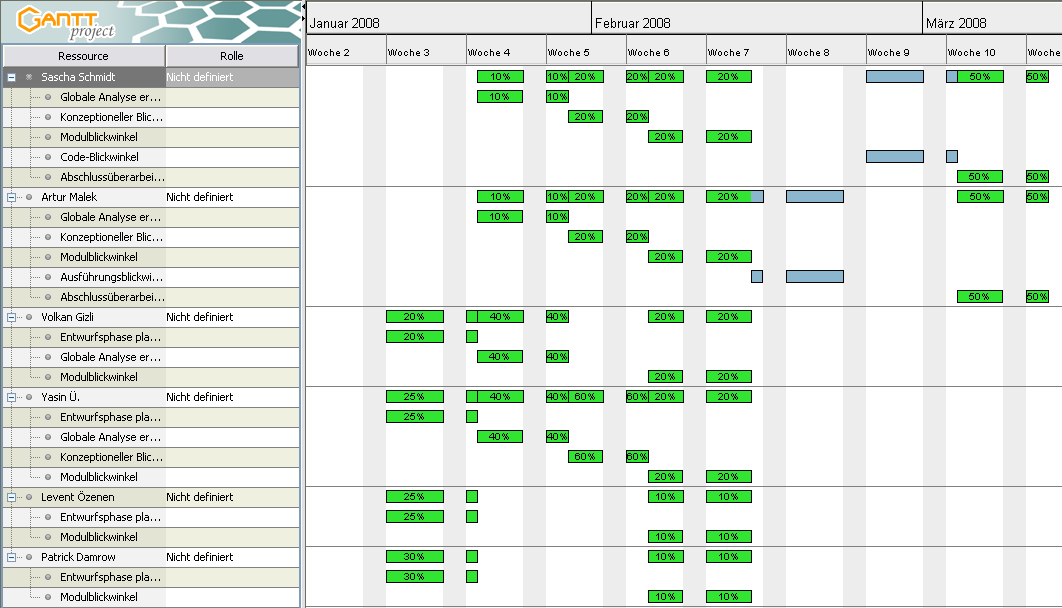 GANTT project
Januar 2008 Februar 2008 März 2008
Ressource Rolle Woche 2 Woche 3 Woche 4 Woche 5 Woche 6 Woche 7 Woche 8 Woche 9 Woche 10 Woche
Sascha Schmidt Nicht definiert 10% 10% 20% 20% 20% 20% 50% 50%
Globale Analyse er... 10% 10%
Konzeptioneller Blic... 20% 20%
Modulblickwinkel 20% 20%
Code-Blickwinkel
Abschlussüberarbei... 50% 50%
Artur Malek Nicht definiert 10% 10% 20% 20% 20% 20% 50% 50%
Globale Analyse er... 10% 10%
Konzeptioneller Blic... 20% 20%
Modulblickwinkel 20% 20%
Ausführungsblickwi...
Abschlussüberarbei... 50% 50%
Volkan Gizli Nicht definiert 20% 40% 40% 20% 20%
Entwurfsphase pla... 20%
Globale Analyse er... 40% 40%
Modulblickwinkel 20% 20%
Yasin Ü. Nicht definiert 25% 40% 40% 60% 60% 20% 20%
Entwurfsphase pla... 25%
Globale Analyse er... 40% 40%
Konzeptioneller Blic... 60% 60%
Modulblickwinkel 20% 20%
Levent Özenen Nicht definiert 25% 10% 10%
Entwurfsphase pla... 25%
Modulblickwinkel 10% 10%
Patrick Damrow Nicht definiert 30% 10% 10%
Entwurfsphase pla... 30%
Modulblickwinkel 10% 10%